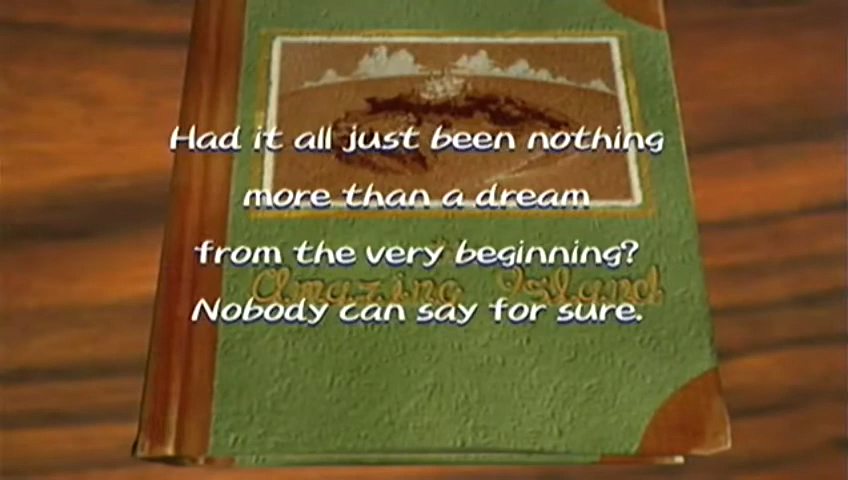 Had it all just been nothing
more than a dream
from the very beginning?
Amazing Island
Nobody can say for sure.